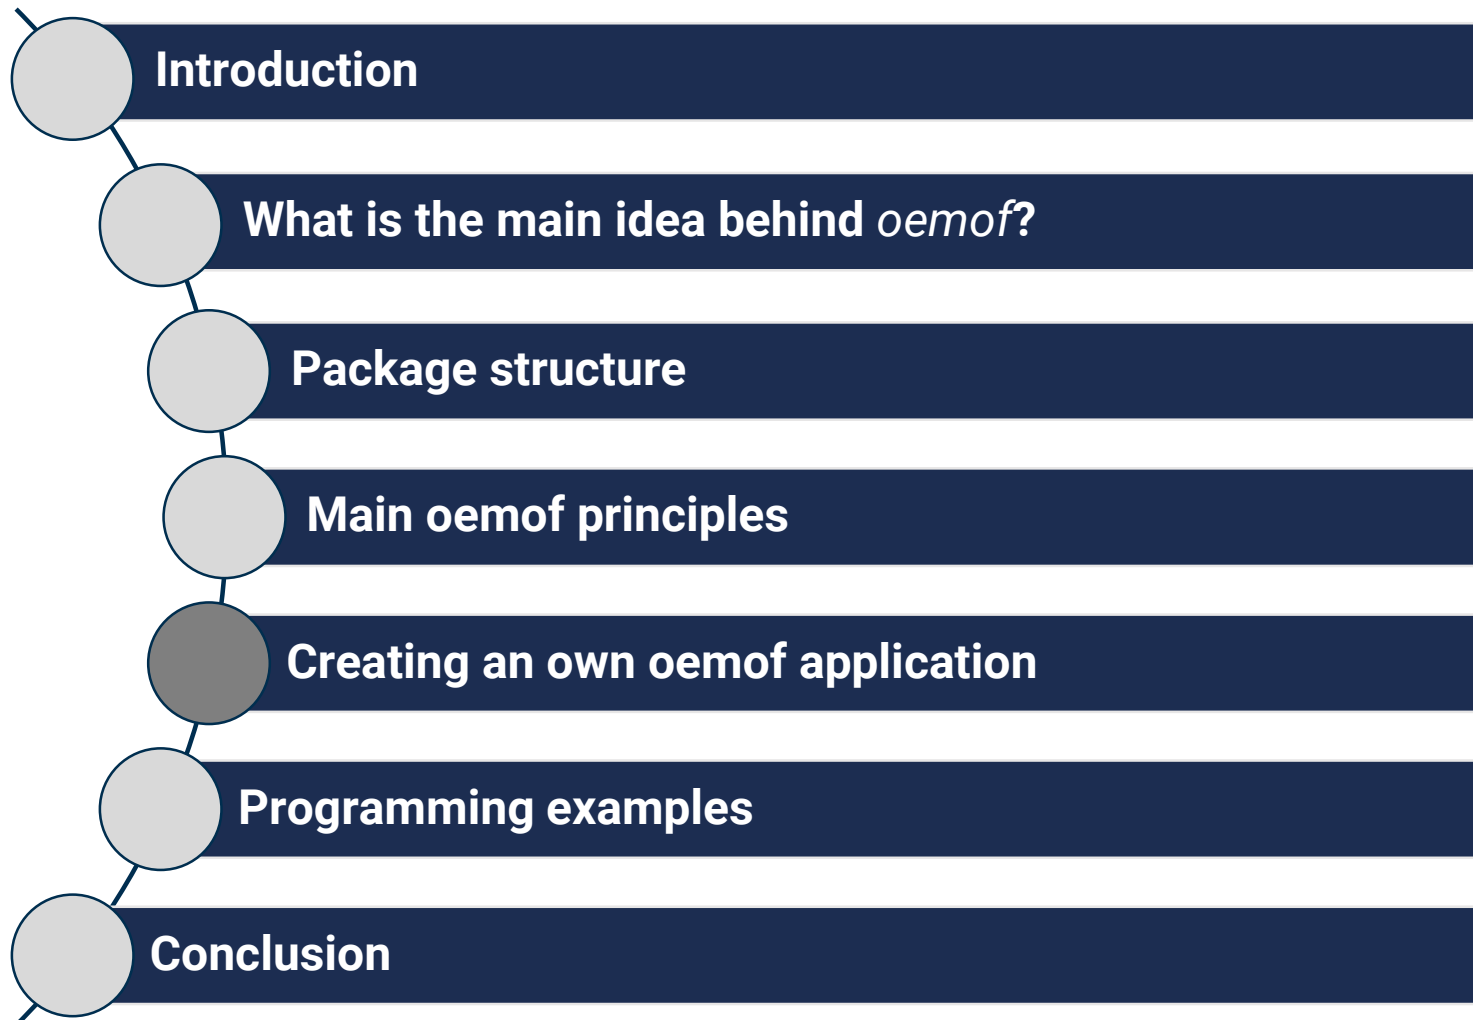 Introduction
What is the main idea behind oemof?
Package structure
Main oemof principles
Creating an own oemof application
Programming examples
Conclusion